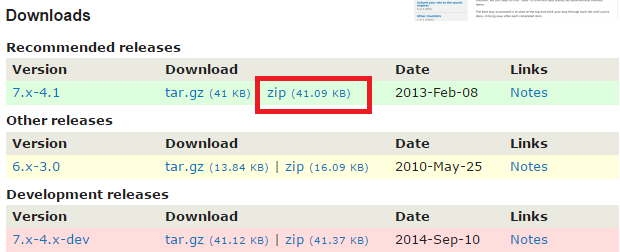 Downloads
Recommended releases
Version Download Date Links
7.x-4.1 tar.gz (41 KB) zip (41.09 KB) 2013-Feb-08 Notes
Other releases
Version Download Date Links
6.x-3.0 tar.gz (13.84 KB) | zip (16.09 KB) 2010-May-25 Notes
Development releases
Version Download Date Links
7.x-4.x-dev tar.gz (41.12 KB) | zip (41.37 KB) 2014-Sep-10 Notes